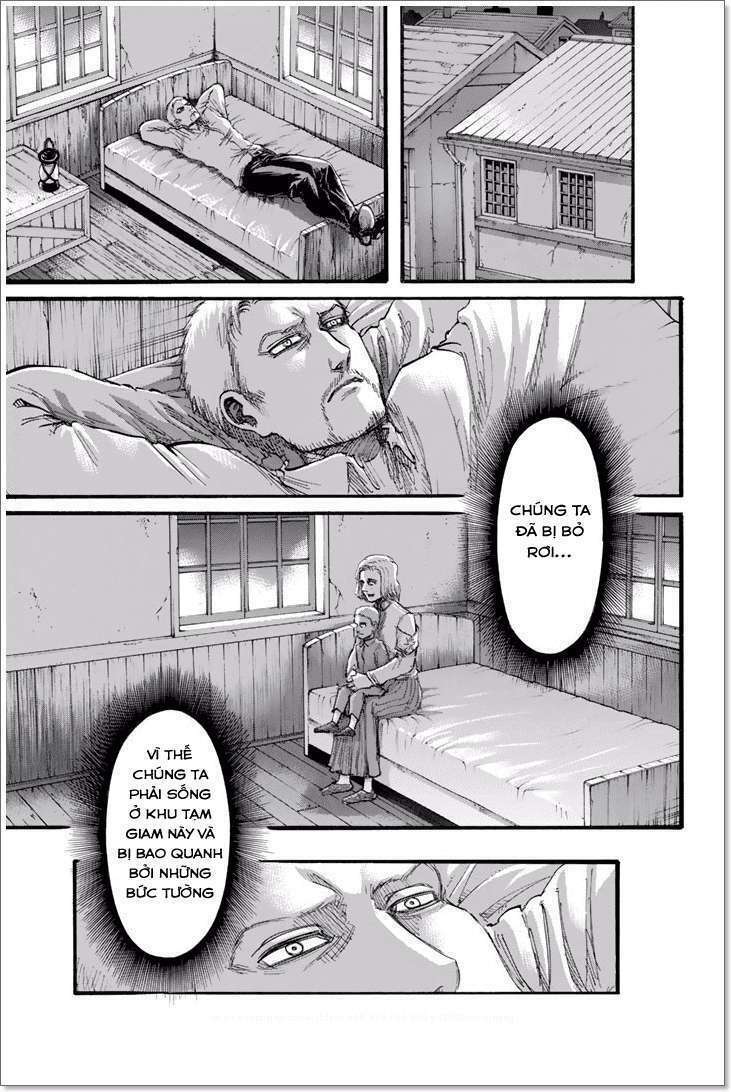 CHÚNG TA
ĐÃ BỊ BỎ
RƠI...
VÌ THẾ
CHÚNG TA
PHẢI SỐNG
Ở KHU TẠM
GIAM NÀY VÀ
BỊ BAO QUANH
BỞI NHỮNG
BỨC TƯỜNG